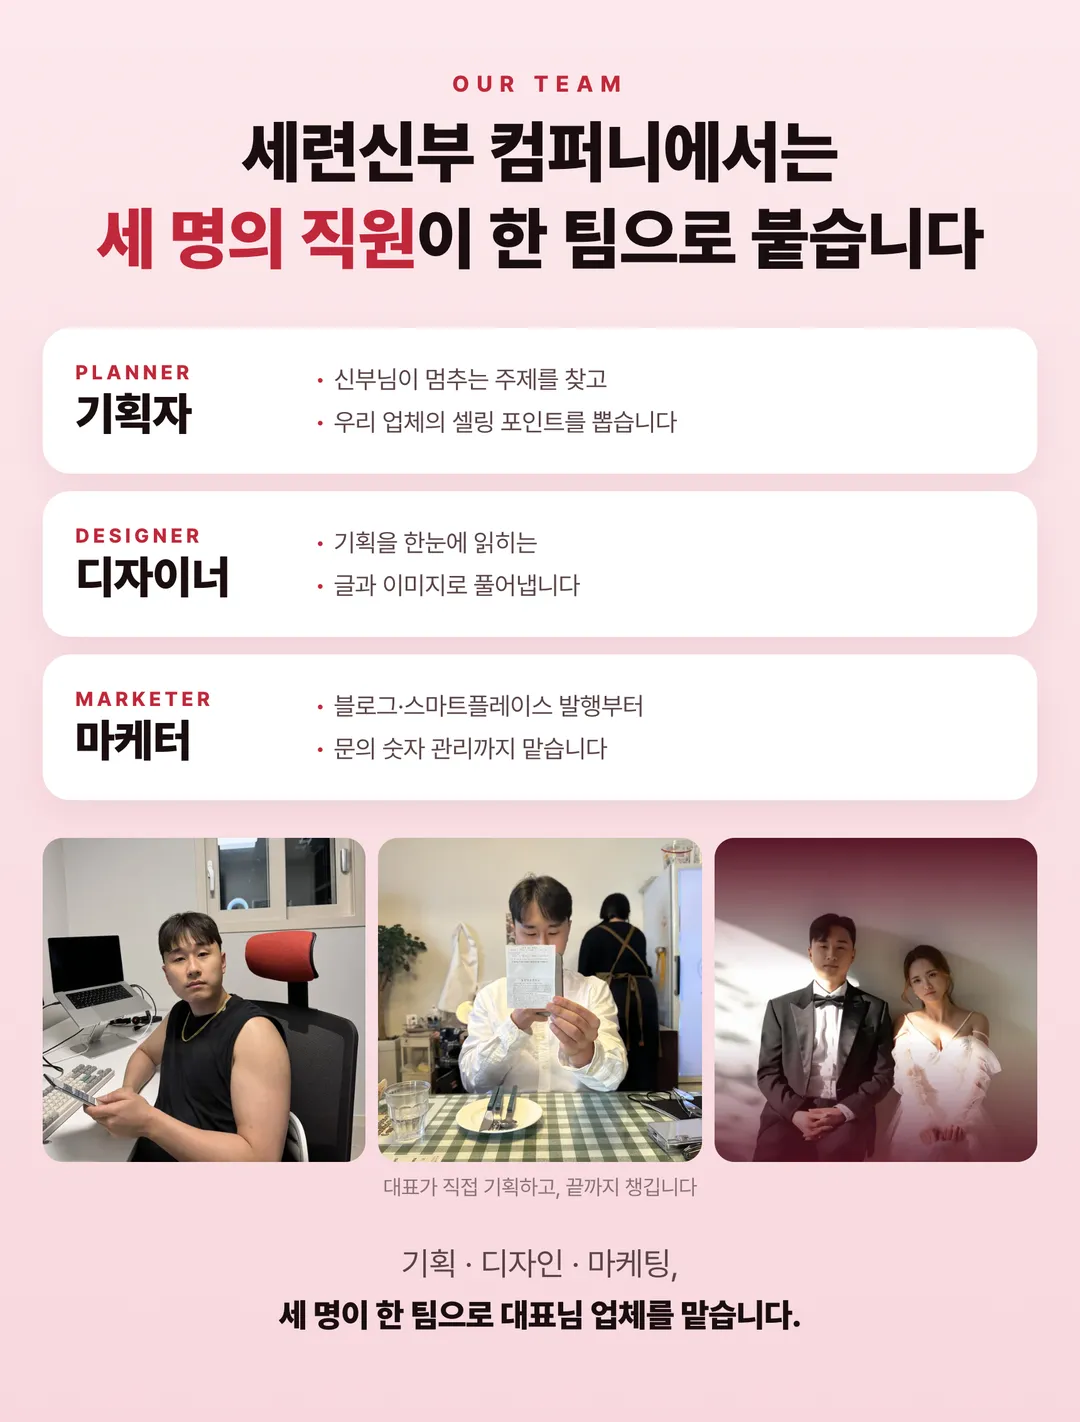 OUR TEAM
세련신부 컴퍼니에서는
세 명의 직원이 한 팀으로 붙습니다
PLANNER
기획자
• 신부님이 멈추는 주제를 찾고
• 우리 업체의 셀링 포인트를 뽑습니다
DESIGNER
디자이너
• 기획을 한눈에 읽히는
• 글과 이미지로 풀어냅니다
MARKETER
마케터
• 블로그·스마트플레이스 발행부터
• 문의 숫자 관리까지 맡습니다
대표가 직접 기획하고, 끝까지 챙깁니다
기획 · 디자인 · 마케팅,
세 명이 한 팀으로 대표님 업체를 맡습니다.